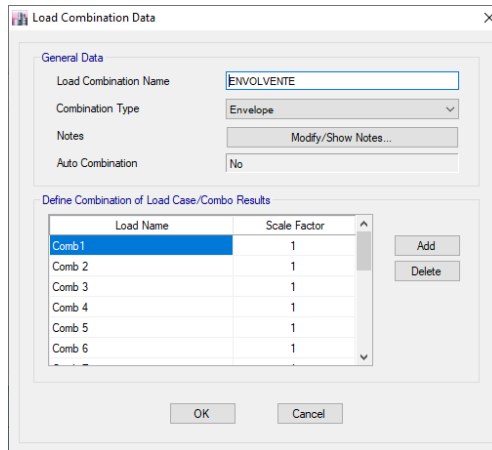 Load Combination Data
General Data
Load Combination Name ENVOLVENTE
Combination Type Envelope
Notes Modify/Show Notes...
Auto Combination No
Define Combination of Load Case/Combo Results
Load Name Scale Factor
Comb1 1 Add
Comb 2 1 Delete
Comb 3 1
Comb 4 1
Comb 5 1
Comb 6 1
OK Cancel